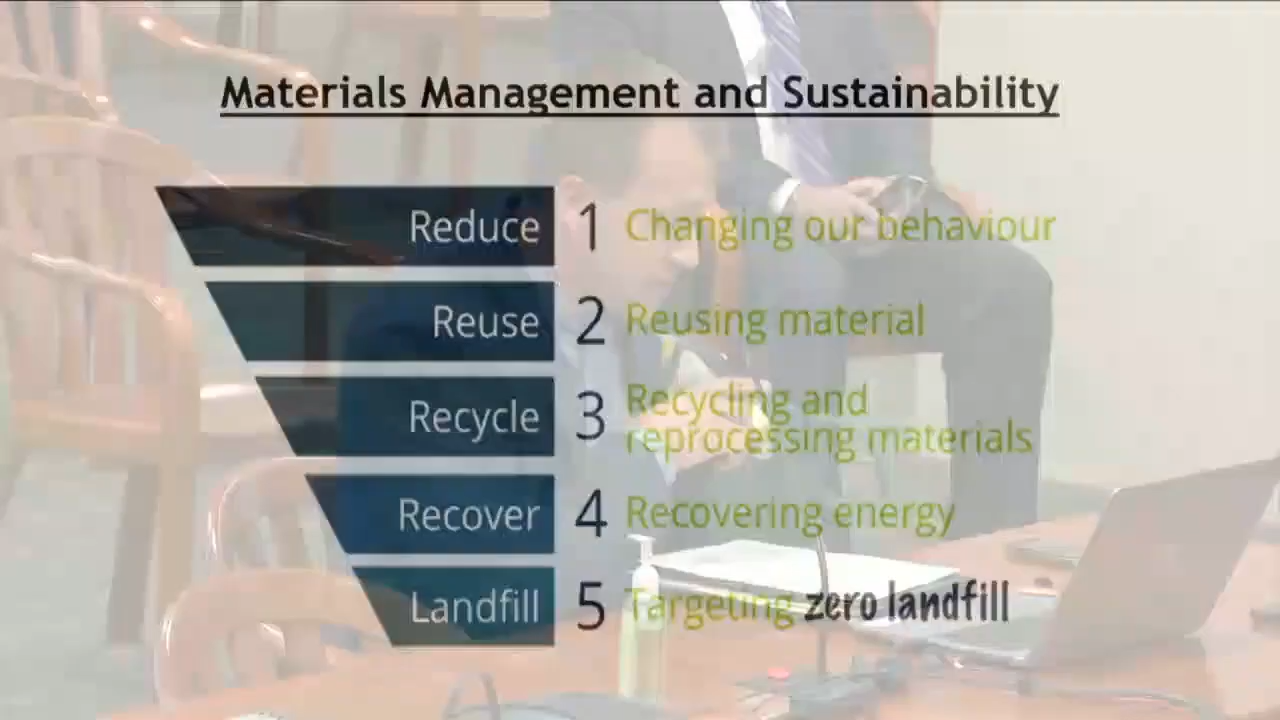 Materials Management and Sustainability
Reduce 1 Changing our behaviour
Reuse 2 Reusing material
Recycle 3 Recycling and
reprocessing materials
Recover 4 Recovering energy
Landfill 5 Targeting zero landfill